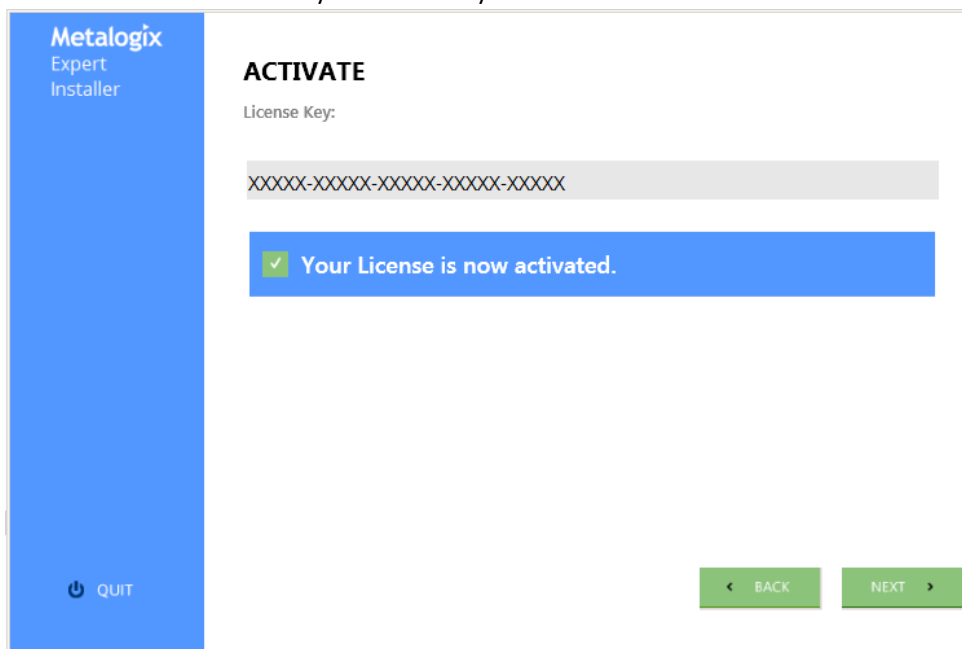 Metalogix
Expert
Installer
ACTIVATE
License Key:
XXXXX-XXXXX-XXXXX-XXXXX-XXXXX
Your License is now activated.
QUIT
BACK
NEXT